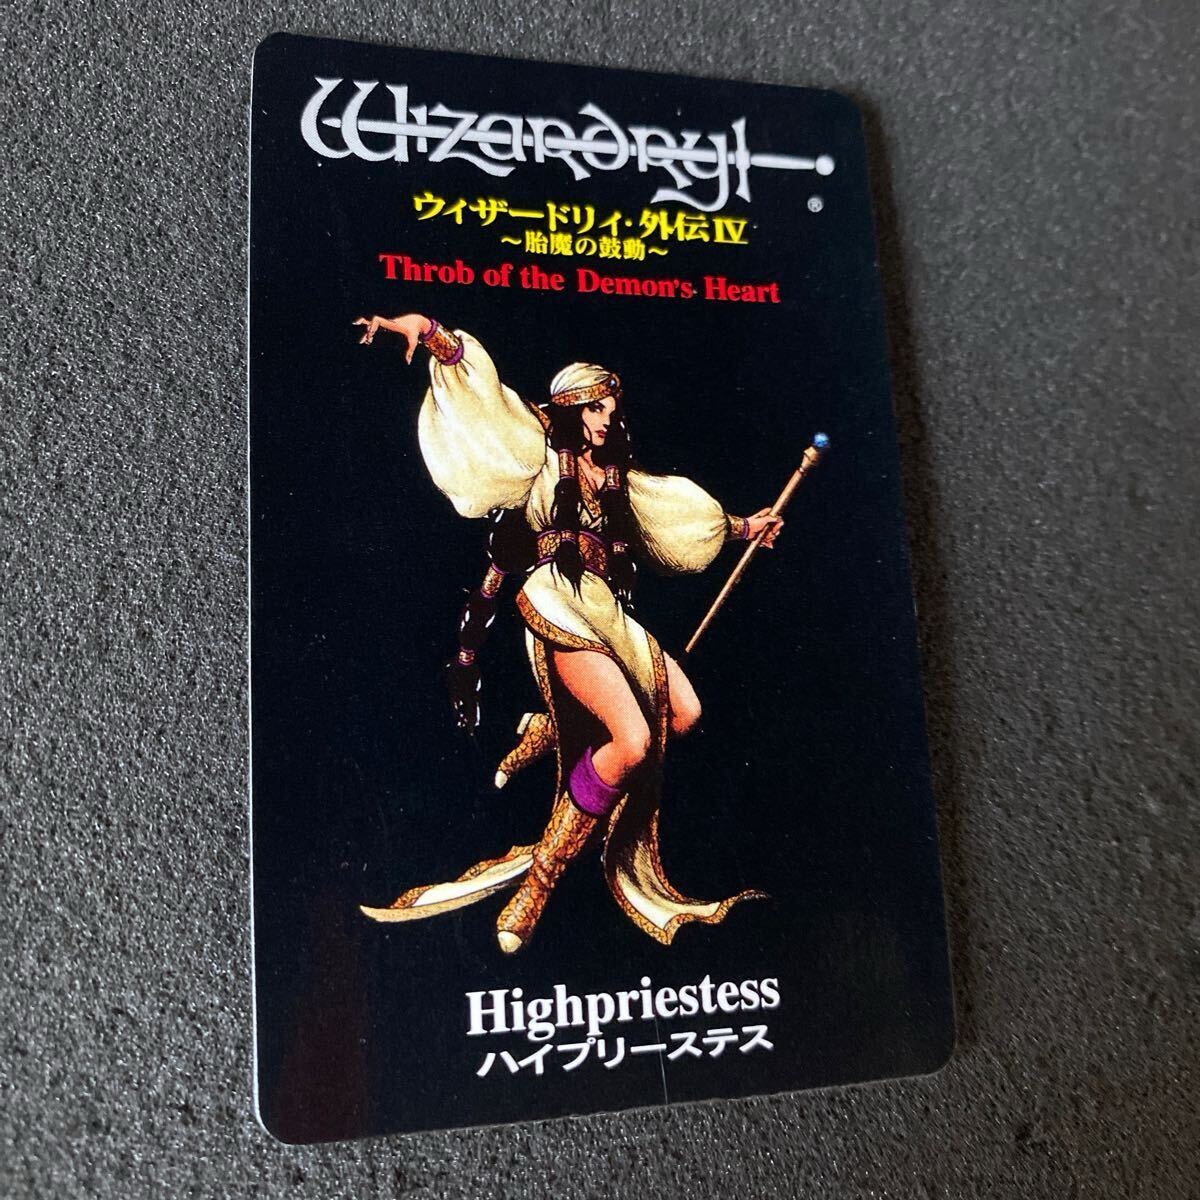 Wizardry
®
ウィザードリィ・外伝IV
～胎魔の鼓動～
Throb of the Demon's Heart
Highpriestess
ハイプリーステス